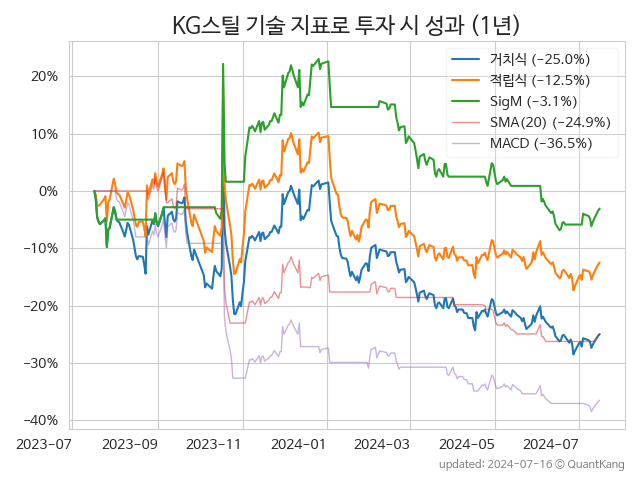 KG스틸 기술 지표로 투자 시 성과 (1년)
거치식 (−25.0%)
적립식 (−12.5%)
SigM (−3.1%)
SMA(20) (−24.9%)
MACD (−36.5%)
20%
10%
0%
−10%
−20%
−30%
−40%
2023−07
2023−09
2023−11
2024−01
2024−03
2024−05
2024−07
updated: 2024-07-16 © QuantKang